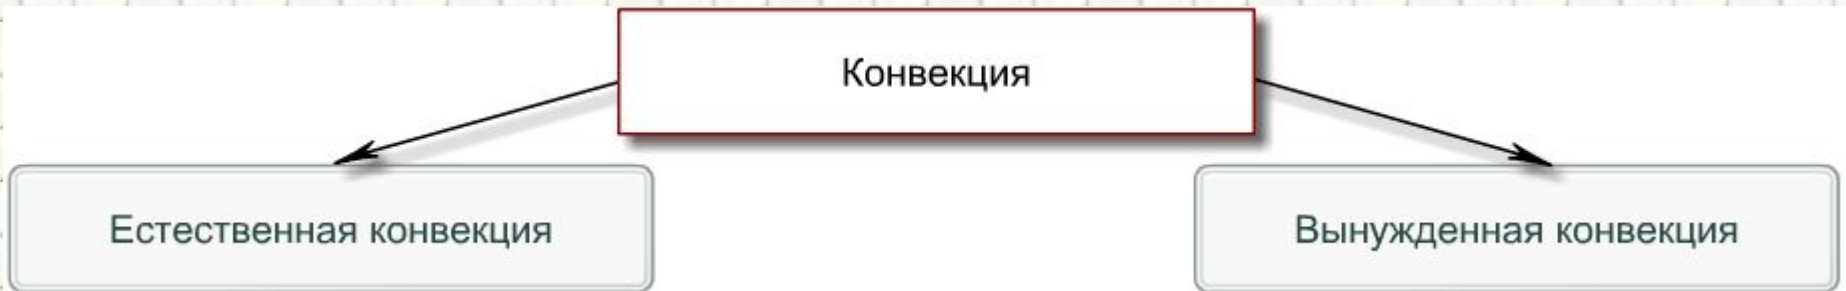 Конвекция
Естественная конвекция
Вынужденная конвекция